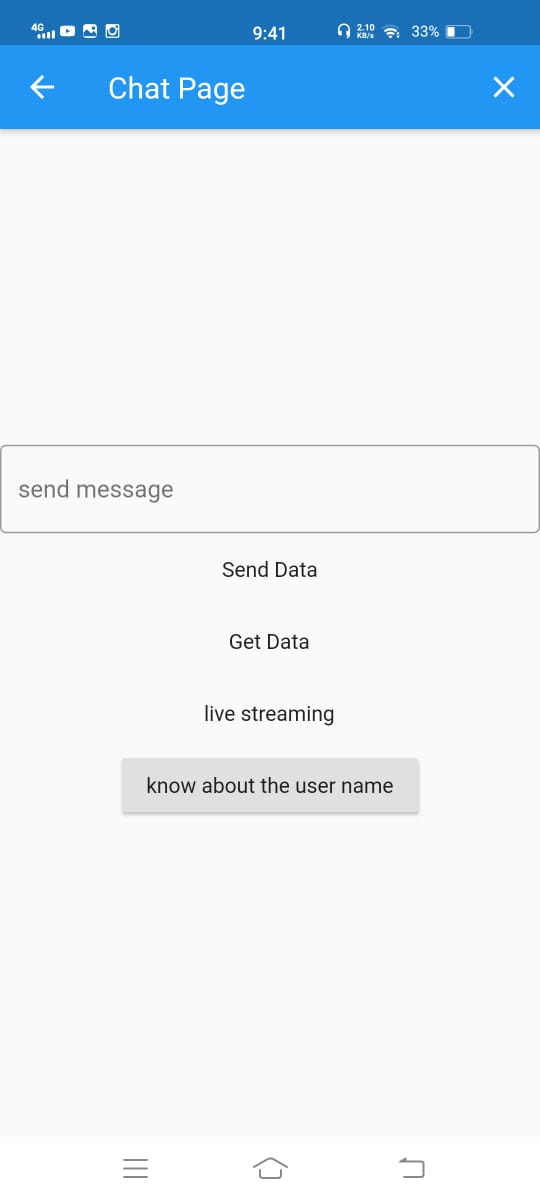 4G 9:41 2.10 KB/s 33%
Chat Page
send message
Send Data
Get Data
live streaming
know about the user name